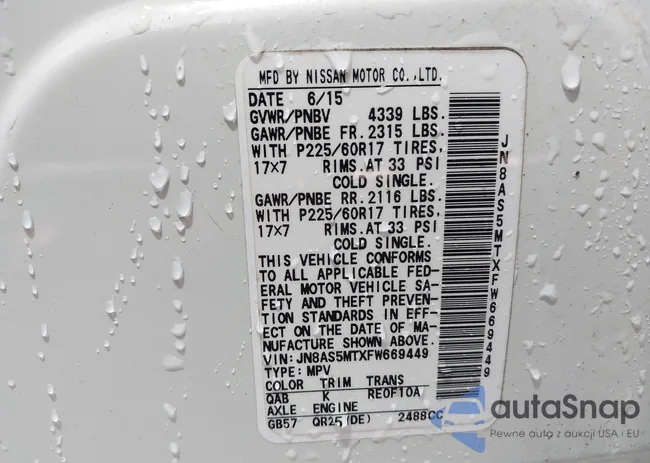 MFD BY NISSAN MOTOR CO.,LTD.
DATE 6/15
GVWR/PNBV 4339 LBS.
GAWR/PNBE FR. 2315 LBS.
WITH P225/60R17 TIRES,
17×7 RIMS.AT 33 PSI
COLD SINGLE.
GAWR/PNBE RR. 2116 LBS.
WITH P225/60R17 TIRES,
17×7 RIMS.AT 33 PSI
COLD SINGLE.
THIS VEHICLE CONFORMS
TO ALL APPLICABLE FED-
ERAL MOTOR VEHICLE SA-
FETY AND THEFT PREVEN-
TION STANDARDS IN EFF-
ECT ON THE DATE OF MA-
NUFACTURE SHOWN ABOVE.
VIN:JN8AS5MTXFW669449
TYPE:MPV
COLOR TRIM TRANS
QAB K RE0F10A
AXLE ENGINE
GB57 QR25(DE) 2488CC
JN8AS5MTXFW669449
autoSnap
Pewne auta z aukcji USA i EU